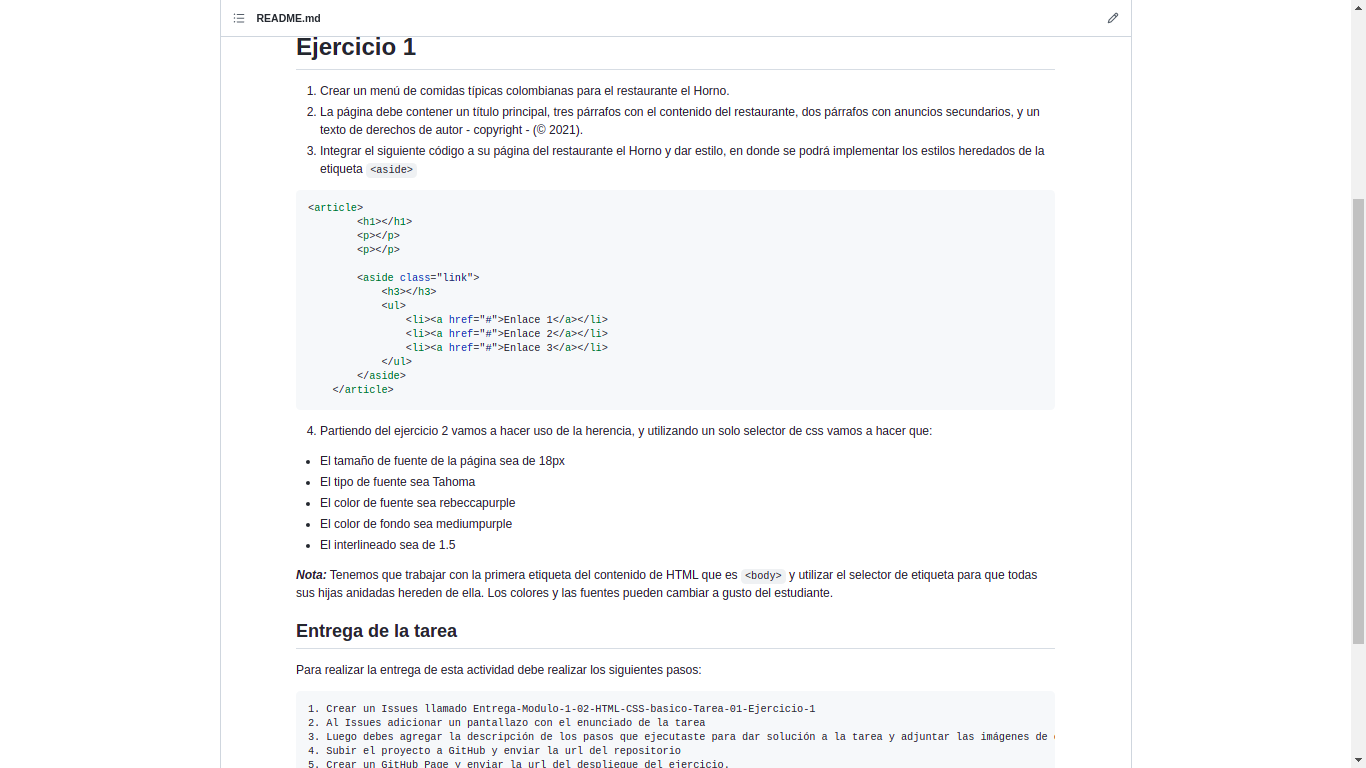 README.md
Ejercicio 1
1. Crear un menú de comidas típicas colombianas para el restaurante el Horno.
2. La página debe contener un título principal, tres párrafos con el contenido del restaurante, dos párrafos con anuncios secundarios, y un
texto de derechos de autor - copyright - (© 2021).
3. Integrar el siguiente código a su página del restaurante el Horno y dar estilo, en donde se podrá implementar los estilos heredados de la
etiqueta <aside>
<article>
        <h1></h1>
        <p></p>
        <p></p>

        <aside class="link">
            <h3></h3>
            <ul>
                <li><a href="#">Enlace 1</a></li>
                <li><a href="#">Enlace 2</a></li>
                <li><a href="#">Enlace 3</a></li>
            </ul>
        </aside>
    </article>
4. Partiendo del ejercicio 2 vamos a hacer uso de la herencia, y utilizando un solo selector de css vamos a hacer que:
• El tamaño de fuente de la página sea de 18px
• El tipo de fuente sea Tahoma
• El color de fuente sea rebeccapurple
• El color de fondo sea mediumpurple
• El interlineado sea de 1.5
Nota: Tenemos que trabajar con la primera etiqueta del contenido de HTML que es <body> y utilizar el selector de etiqueta para que todas
sus hijas anidadas hereden de ella. Los colores y las fuentes pueden cambiar a gusto del estudiante.
Entrega de la tarea
Para realizar la entrega de esta actividad debe realizar los siguientes pasos:
1. Crear un Issues llamado Entrega-Modulo-1-02-HTML-CSS-basico-Tarea-01-Ejercicio-1
2. Al Issues adicionar un pantallazo con el enunciado de la tarea
3. Luego debes agregar la descripción de los pasos que ejecutaste para dar solución a la tarea y adjuntar las imágenes de
4. Subir el proyecto a GitHub y enviar la url del repositorio
5. Crear un GitHub Page y enviar la url del despliegue del ejercicio.